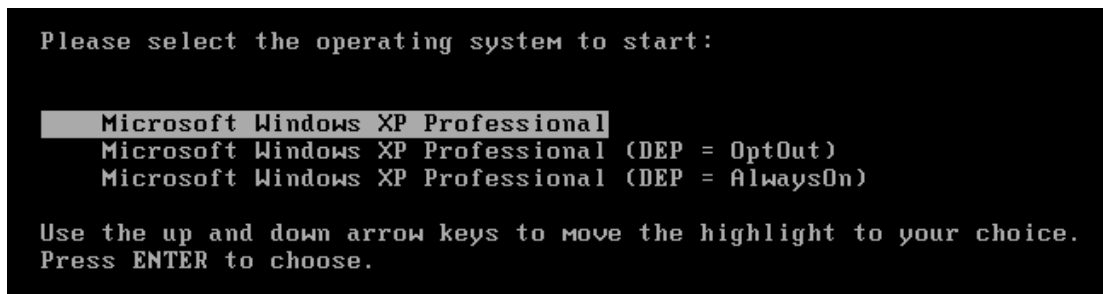 Please select the operating system to start:
Microsoft Windows XP Professional
Microsoft Windows XP Professional (DEP = OptOut)
Microsoft Windows XP Professional (DEP = AlwaysOn)
Use the up and down arrow keys to move the highlight to your choice.
Press ENTER to choose.